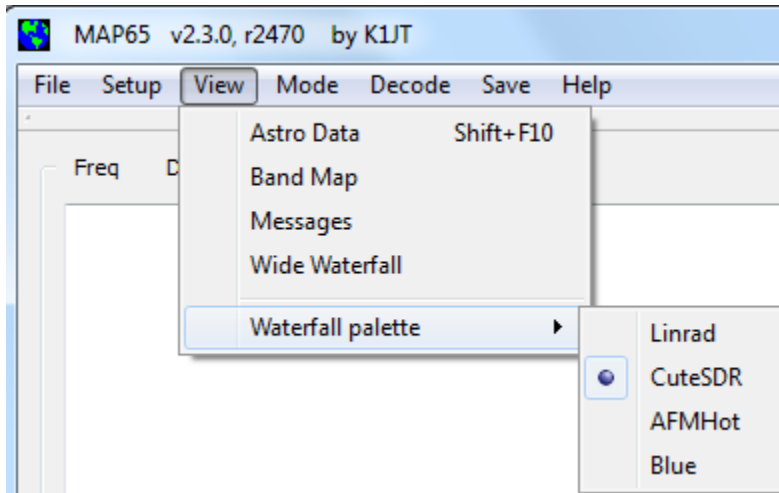 MAP65 v2.3.0, r2470 by K1JT
File Setup View Mode Decode Save Help
Freq D
Astro Data Shift+F10
Band Map
Messages
Wide Waterfall
Waterfall palette
Linrad
CuteSDR
AFMHot
Blue